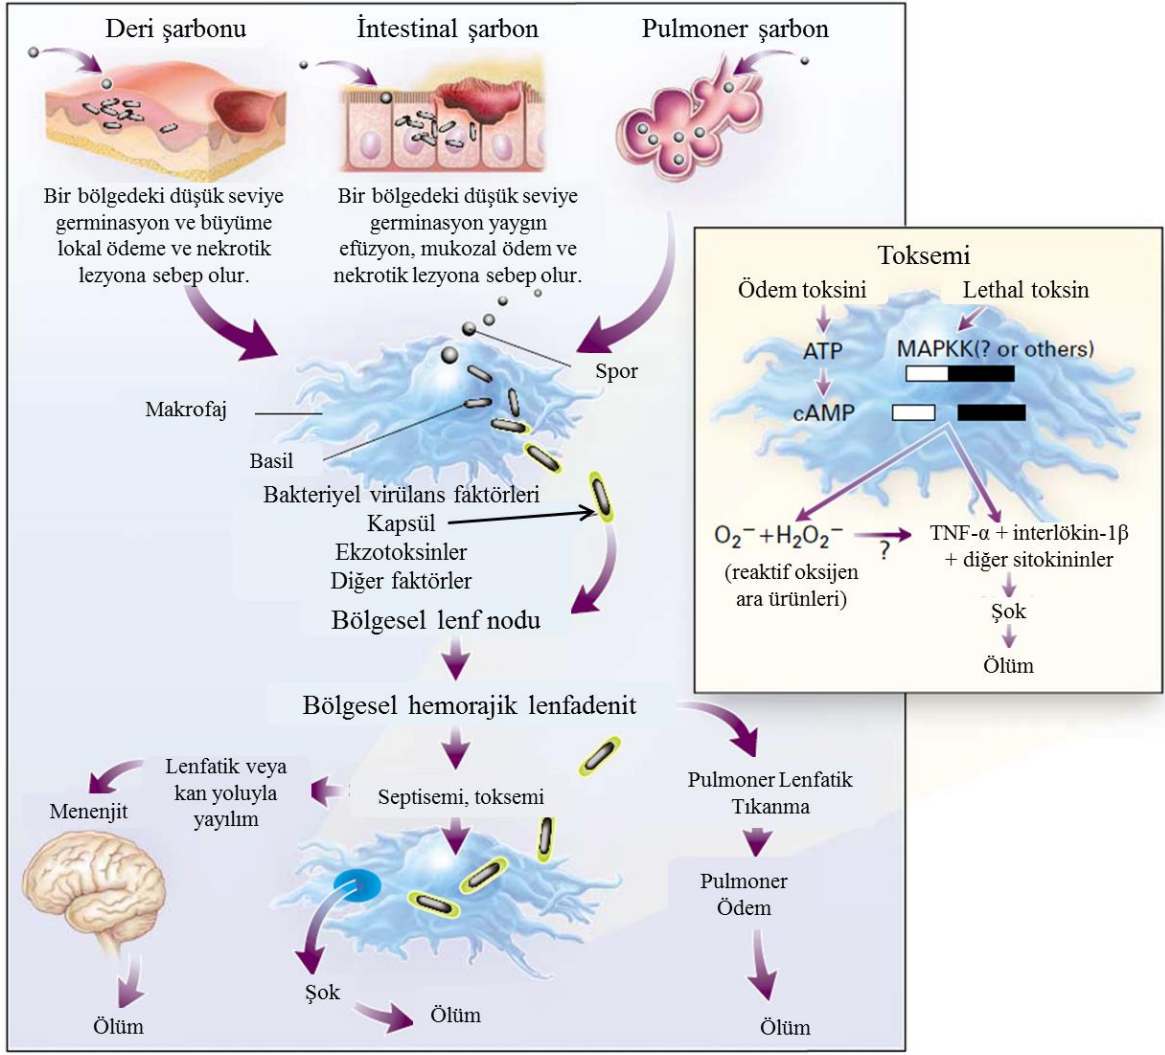 Deri şarbonu
İntestinal şarbon
Pulmoner şarbon
Bir bölgedeki düşük seviye
germinasyon ve büyüme
lokal ödeme ve nekrotik
lezyona sebep olur.
Bir bölgedeki düşük seviye
germinasyon yaygın
efüzyon, mukozal ödem ve
nekrotik lezyona sebep olur.
Spor
Makrofaj
Basil
Bakteriyel virülans faktörleri
Kapsül
Ekzotoksinler
Diğer faktörler
Bölgesel lenf nodu
Bölgesel hemorajik lenfadenit
Lenfatik veya
kan yoluyla
yayılım
Septisemi, toksemi
Pulmoner Lenfatik
Tıkanma
Menenjit
Pulmoner
Ödem
Şok
Ölüm
Ölüm
Ölüm
Toksemi
Ödem toksini
Lethal toksin
ATP
MAPKK(? or others)
cAMP
O₂⁻+H₂O₂⁻
?
(reaktif oksijen
ara ürünleri)
TNF-α + interlökin-1β
+ diğer sitokininler
Şok
Ölüm